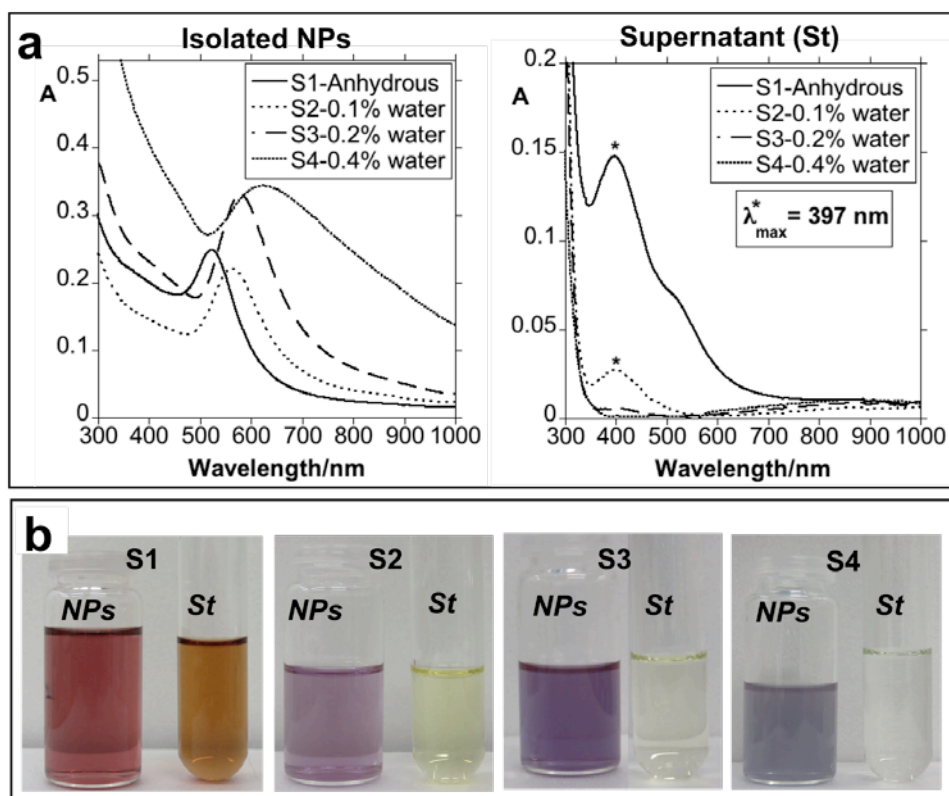 a
Isolated NPs
A
0.5
0.4
0.3
0.2
0.1
0
S1-Anhydrous
S2-0.1% water
S3-0.2% water
S4-0.4% water
300 400 500 600 700 800 900 1000
Wavelength/nm
Supernatant (St)
A
0.2
0.15
0.1
0.05
0
S1-Anhydrous
S2-0.1% water
S3-0.2% water
S4-0.4% water
λ*max = 397 nm
*
*
300 400 500 600 700 800 900 1000
Wavelength/nm
b
S1
NPs St
S2
NPs St
S3
NPs St
S4
NPs St